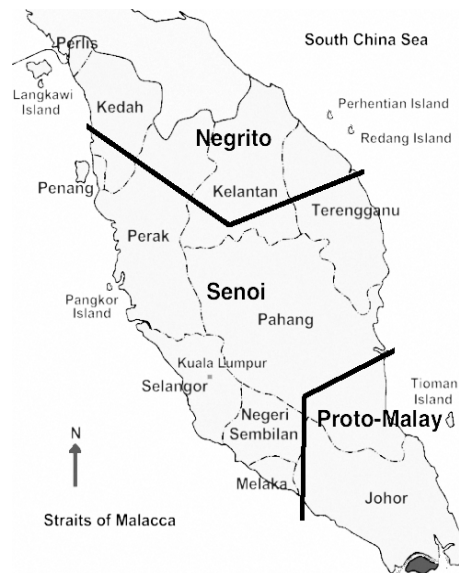 South China Sea
Perlis
Langkawi
Island
Kedah
Perhentian Island
Negrito
Redang Island
Penang
Kelantan
Terengganu
Perak
Senoi
Pangkor
Island
Pahang
Kuala Lumpur
Selangor
Tioman
Island
Negeri
Sembilan
Proto-Malay
N
Melaka
Johor
Straits of Malacca